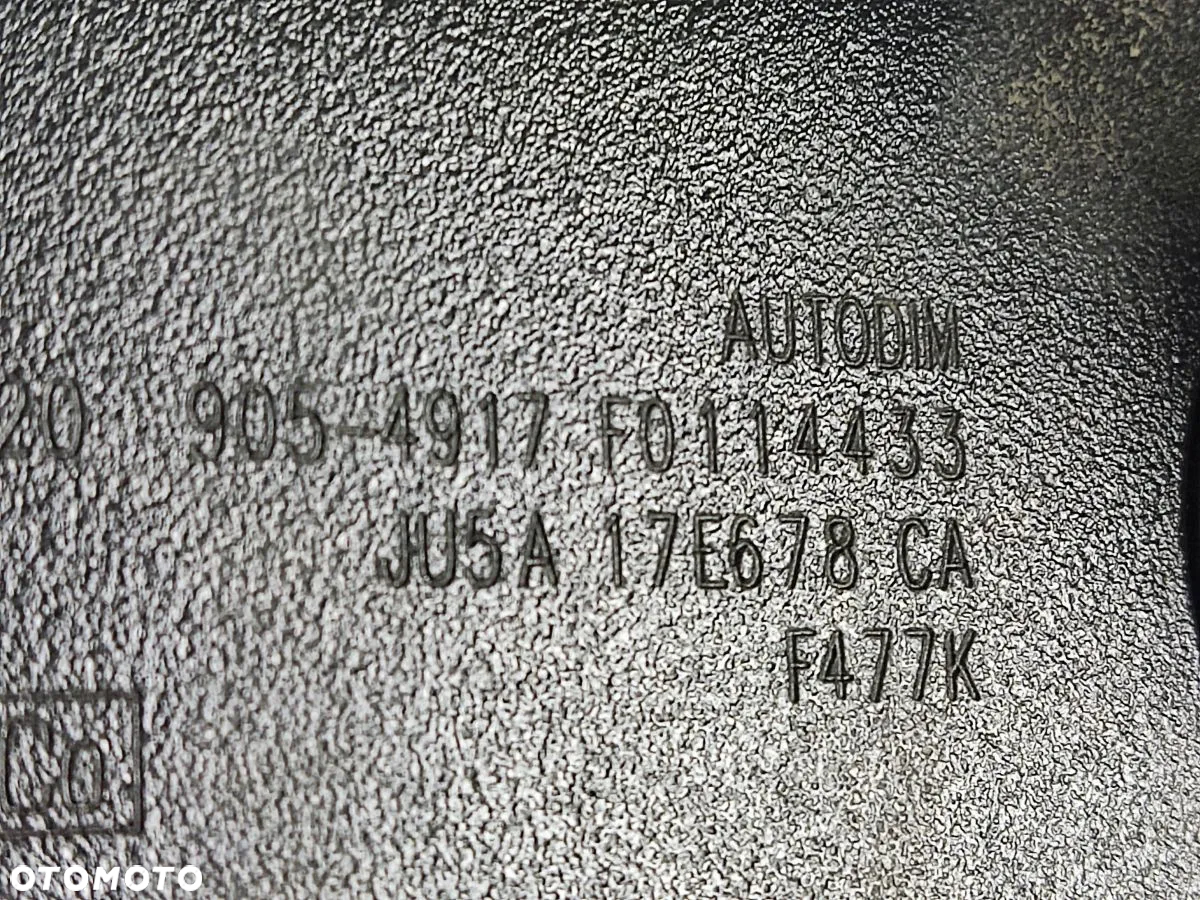 AUTODIM
20 905-4917 F0114433
JU5A 17E678 CA
F477K
OTOMOTO